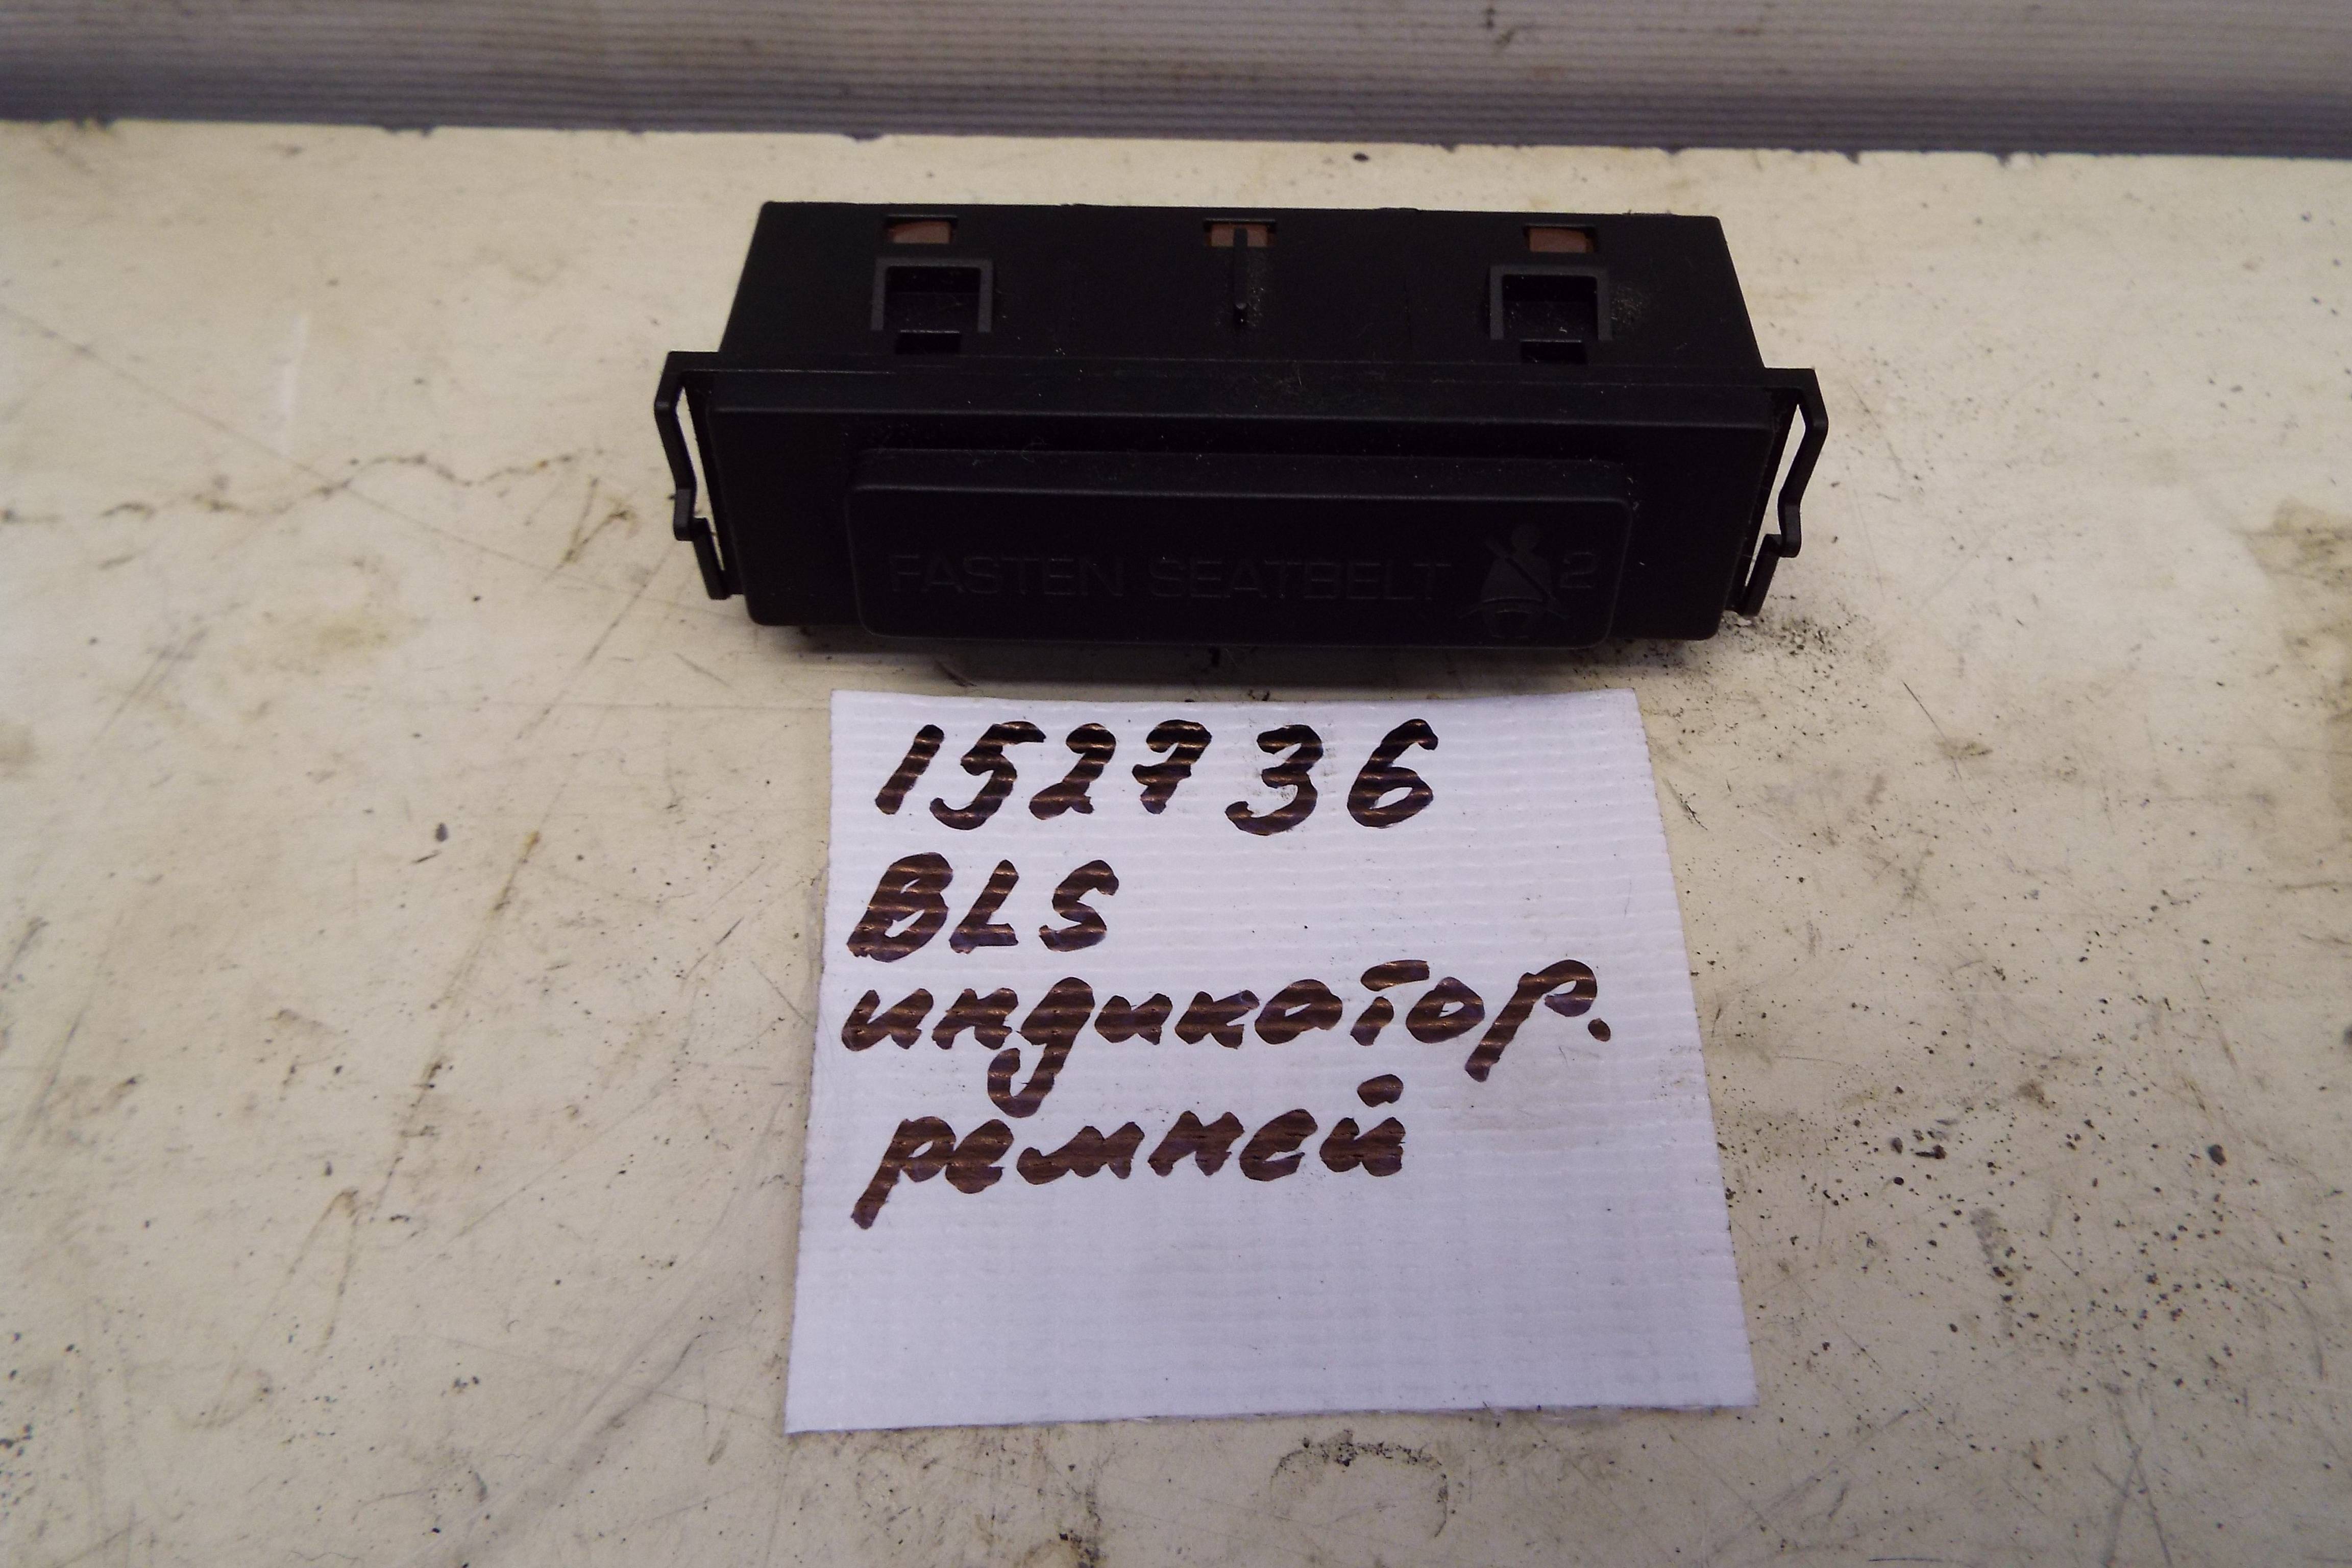 FASTEN SEATBELT 2
152736
BLS
индикатор.
ремней